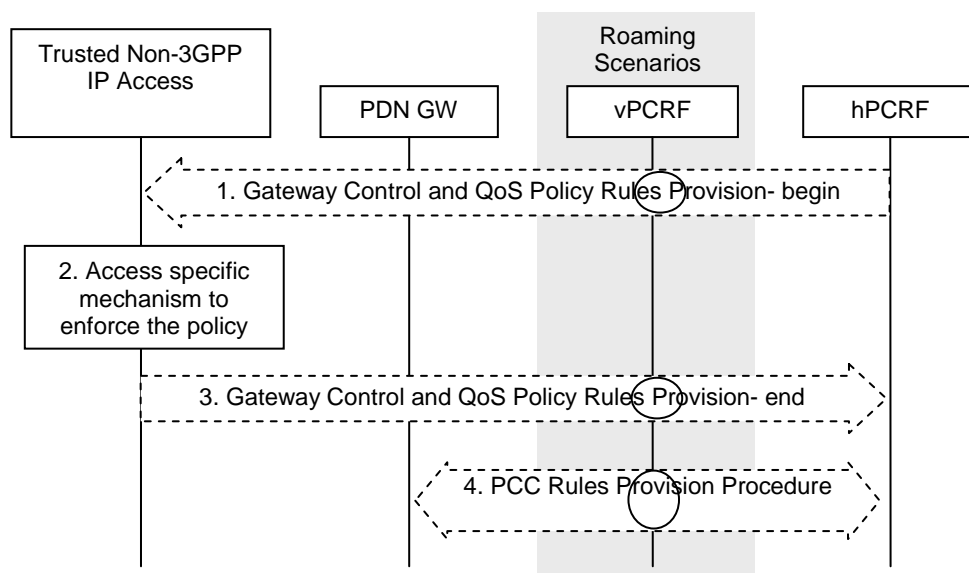 Trusted Non-3GPP
IP Access
PDN GW
Roaming
Scenarios
vPCRF
hPCRF
1. Gateway Control and QoS Policy Rules Provision- begin
2. Access specific
mechanism to
enforce the policy
3. Gateway Control and QoS Policy Rules Provision- end
4. PCC Rules Provision Procedure